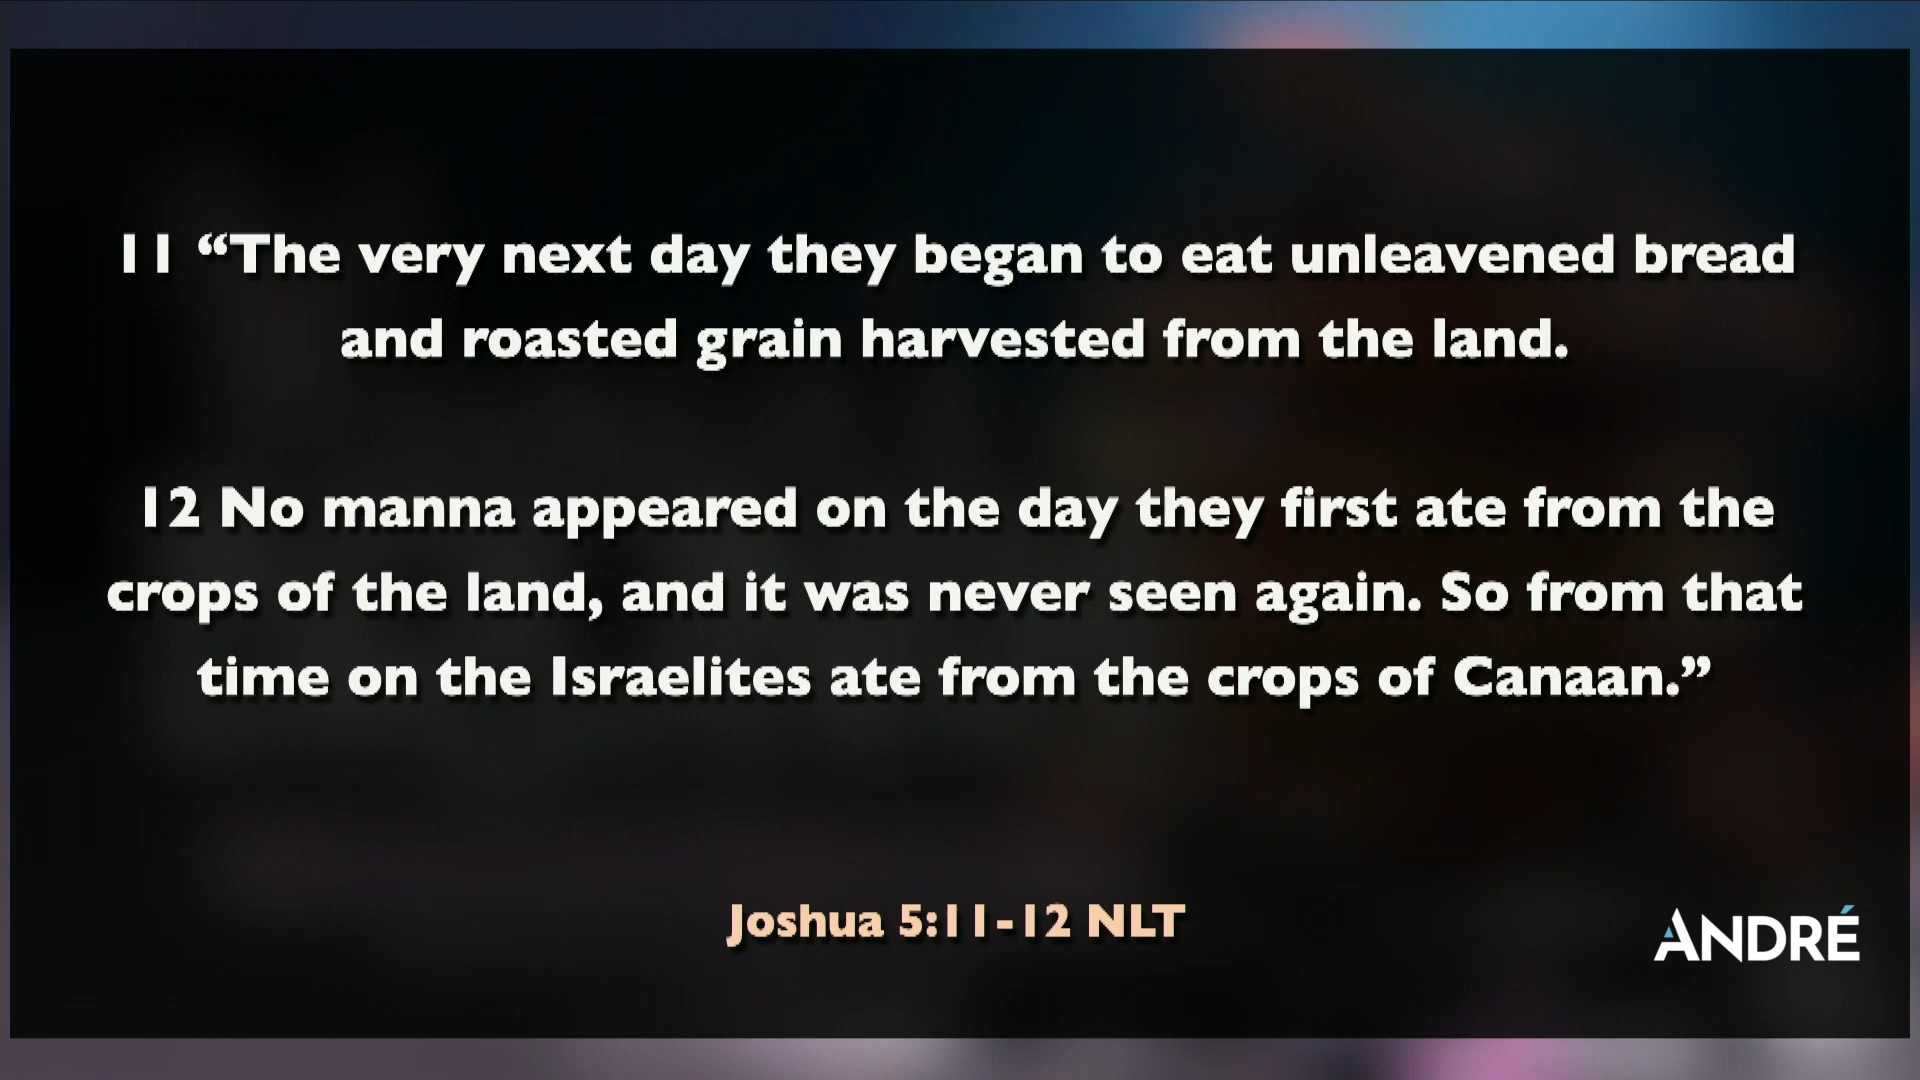 11 “The very next day they began to eat unleavened bread
and roasted grain harvested from the land.
12 No manna appeared on the day they first ate from the
crops of the land, and it was never seen again. So from that
time on the Israelites ate from the crops of Canaan.”
Joshua 5:11-12 NLT
ANDRÉ